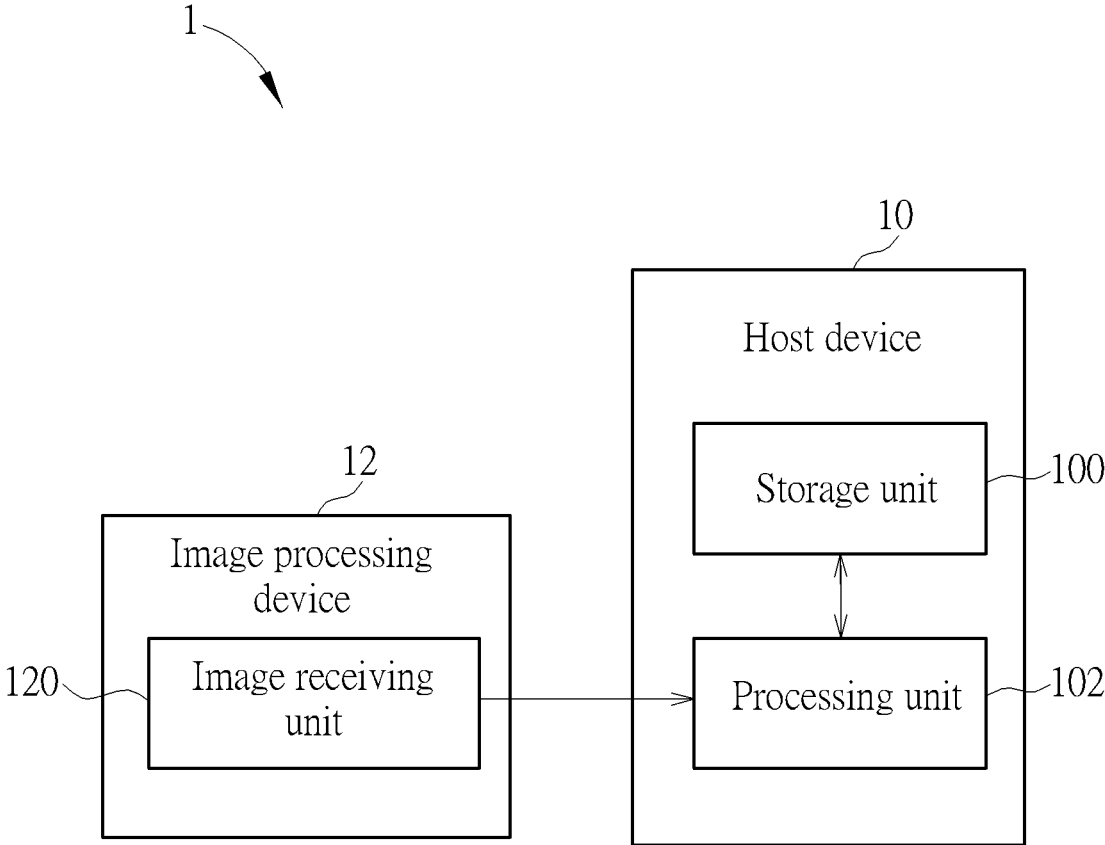 1
10
Host device
Storage unit
100
12
Image processing
device
120
Image receiving
unit
Processing unit
102